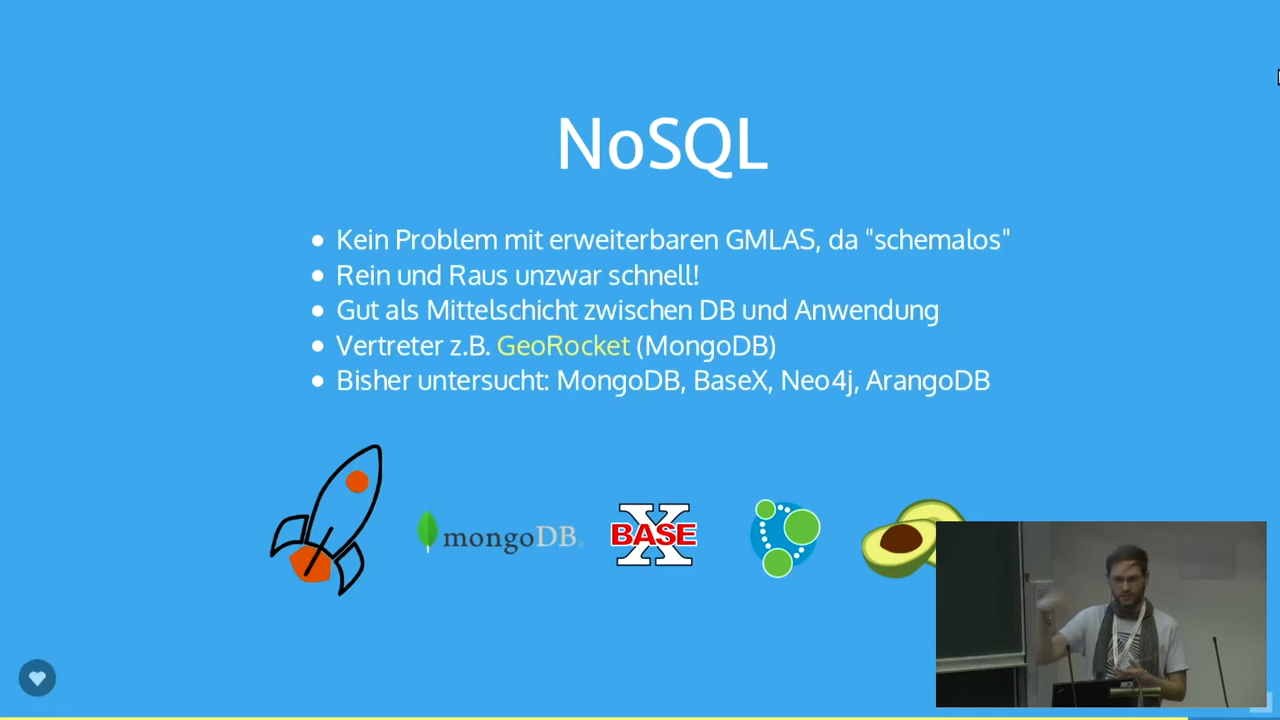 NoSQL
Kein Problem mit erweiterbaren GMLAS, da "schemalos"
Rein und Raus unzwar schnell!
Gut als Mittelschicht zwischen DB und Anwendung
Vertreter z.B. GeoRocket (MongoDB)
Bisher untersucht: MongoDB, BaseX, Neo4j, ArangoDB
mongoDB
BASE X